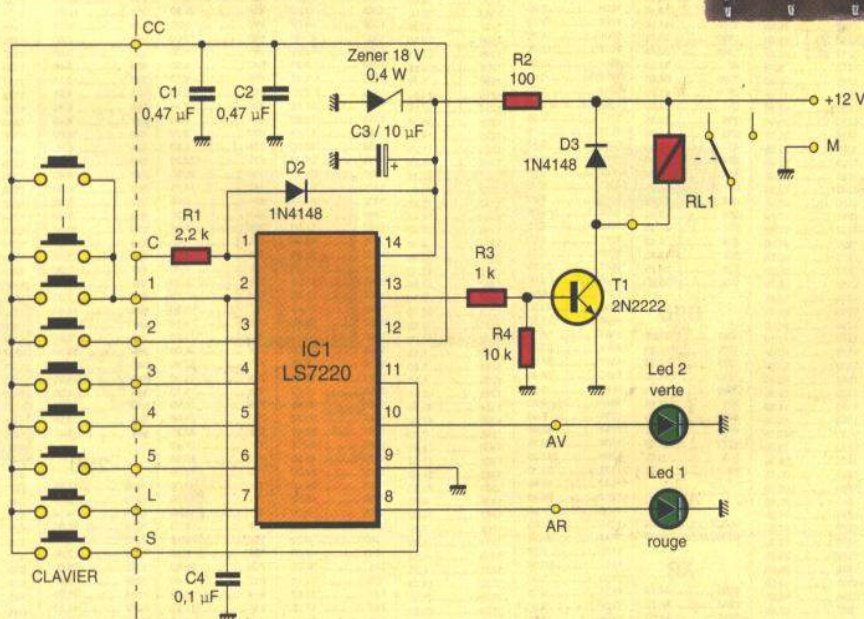 CC
Zener 18 V
0,4 W
R2
100
C1
0,47 µF
C2
0,47 µF
+12 V
C3 / 10 µF
+
D3
1N4148
M
D2
1N4148
RL1
R1
2,2 k
C
1
14
R3
1 k
T1
2N2222
1
2
13
R4
10 k
2
3
12
IC1
LS7220
3
4
11
Led 2
verte
4
5
10
AV
5
6
9
Led 1
L
7
8
AR
rouge
S
CLAVIER
C4
0,1 µF